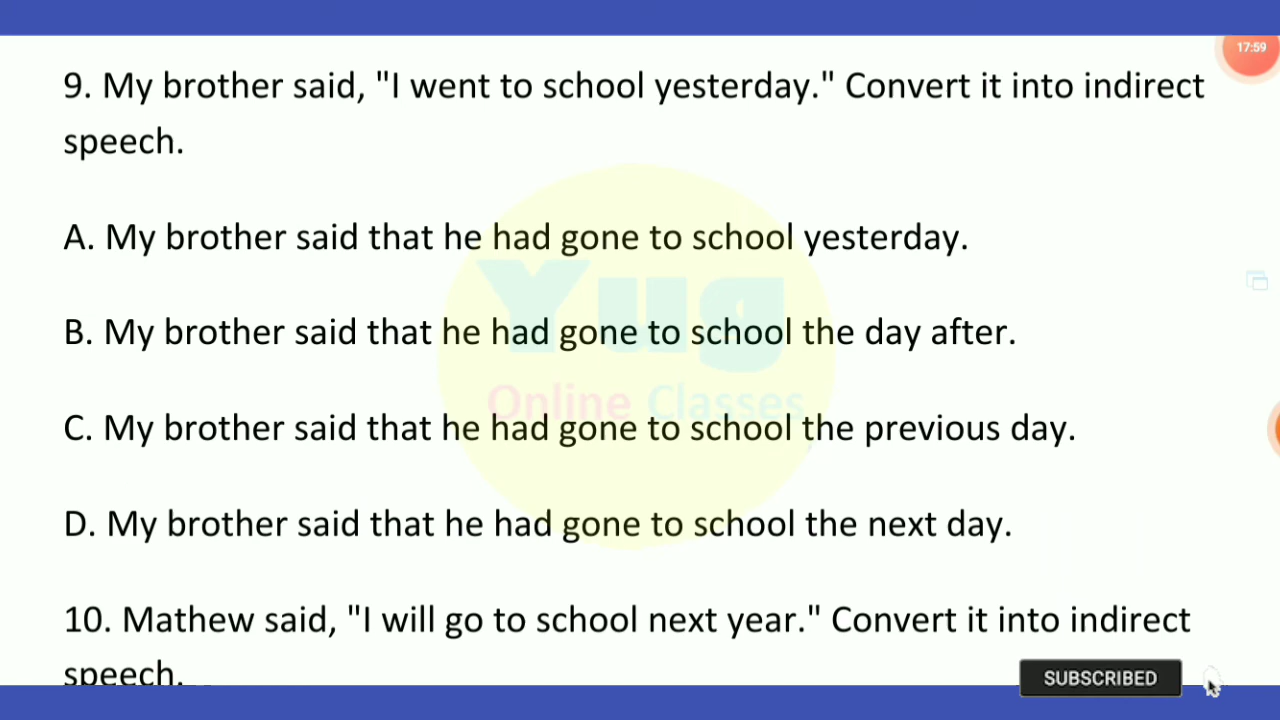 17:59
9. My brother said, "I went to school yesterday." Convert it into indirect
speech.
A. My brother said that he had gone to school yesterday.
B. My brother said that he had gone to school the day after.
Yug
Online Classes
C. My brother said that he had gone to school the previous day.
D. My brother said that he had gone to school the next day.
10. Mathew said, "I will go to school next year." Convert it into indirect
speech.
SUBSCRIBED